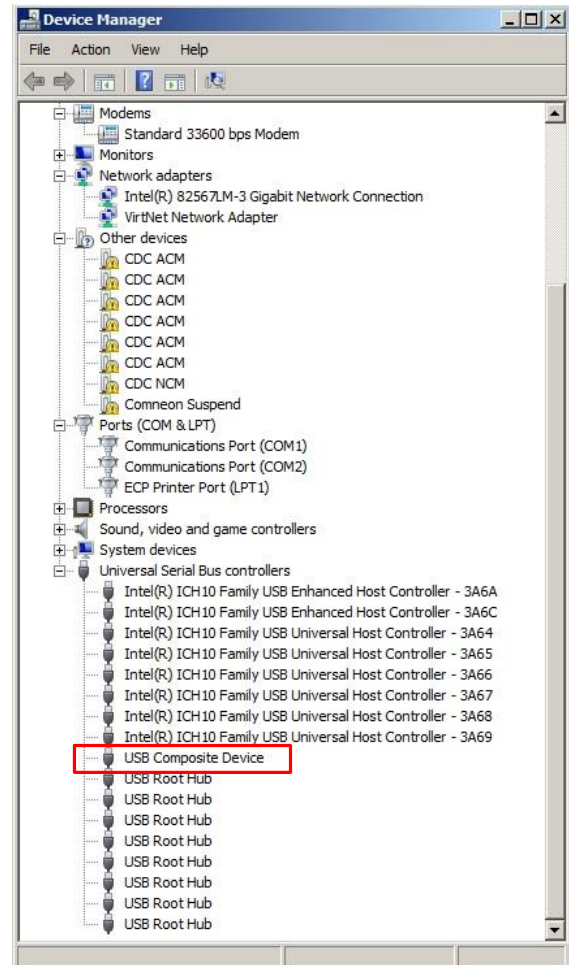 Device Manager
File Action View Help
Modems
Standard 33600 bps Modem
Monitors
Network adapters
Intel(R) 82567LM-3 Gigabit Network Connection
VirtNet Network Adapter
Other devices
CDC ACM
CDC ACM
CDC ACM
CDC ACM
CDC ACM
CDC ACM
CDC NCM
Comneon Suspend
Ports (COM & LPT)
Communications Port (COM1)
Communications Port (COM2)
ECP Printer Port (LPT1)
Processors
Sound, video and game controllers
System devices
Universal Serial Bus controllers
Intel(R) ICH10 Family USB Enhanced Host Controller - 3A6A
Intel(R) ICH10 Family USB Enhanced Host Controller - 3A6C
Intel(R) ICH10 Family USB Universal Host Controller - 3A64
Intel(R) ICH10 Family USB Universal Host Controller - 3A65
Intel(R) ICH10 Family USB Universal Host Controller - 3A66
Intel(R) ICH10 Family USB Universal Host Controller - 3A67
Intel(R) ICH10 Family USB Universal Host Controller - 3A68
Intel(R) ICH10 Family USB Universal Host Controller - 3A69
USB Composite Device
USB Root Hub
USB Root Hub
USB Root Hub
USB Root Hub
USB Root Hub
USB Root Hub
USB Root Hub
USB Root Hub